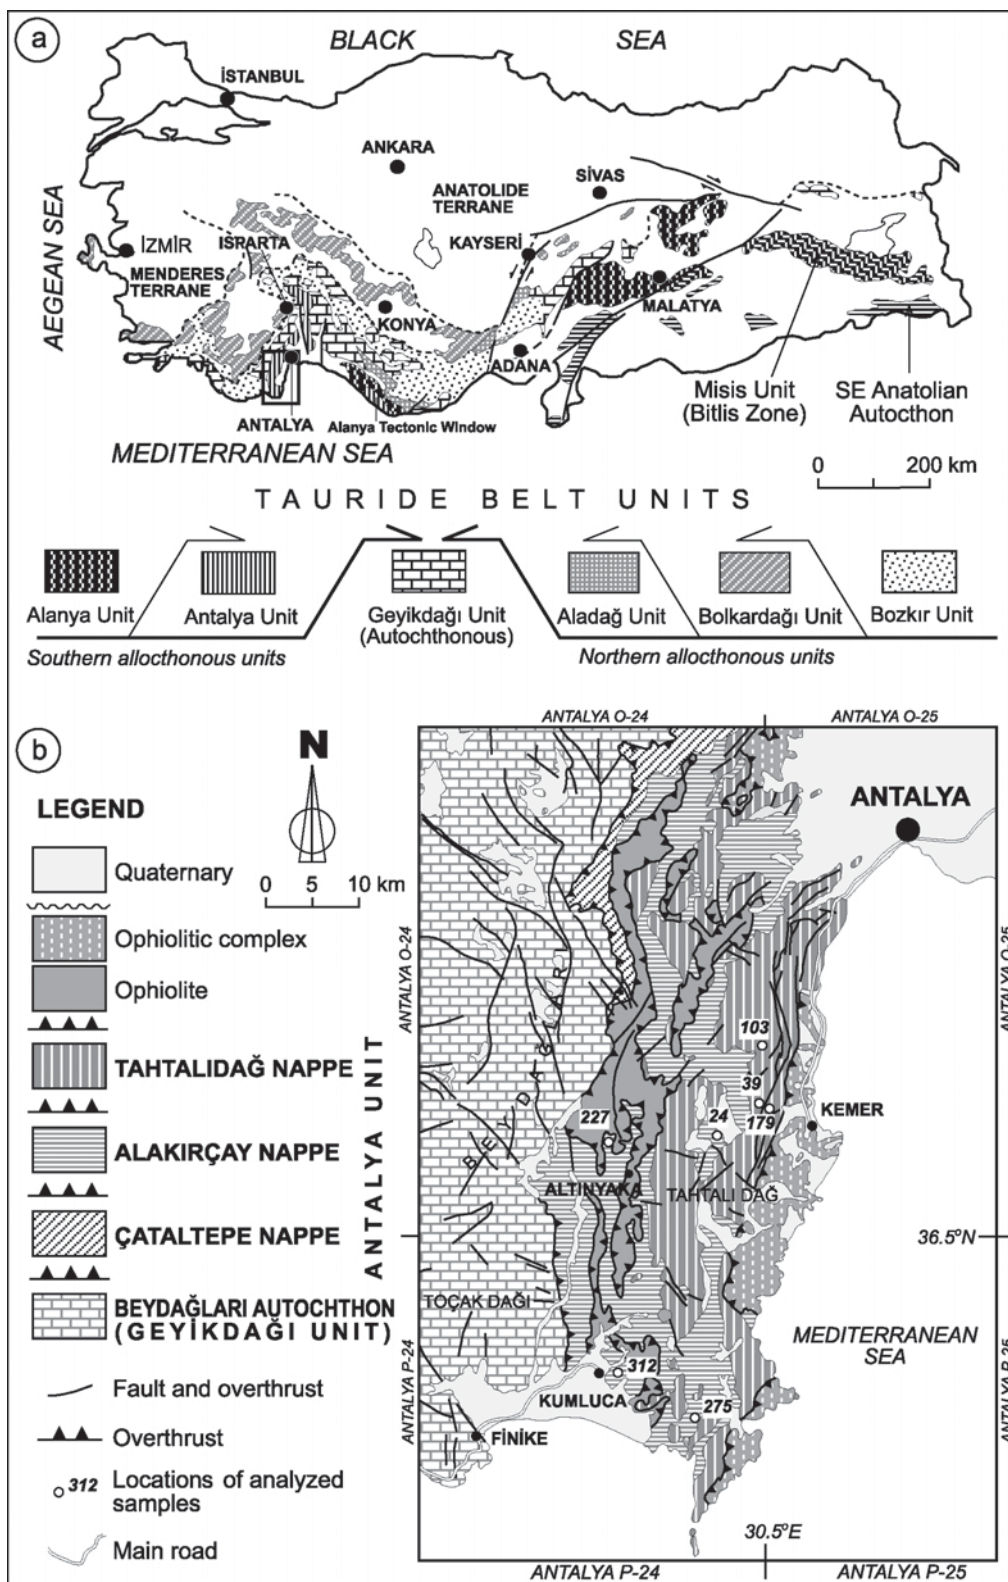 a
BLACK SEA
İSTANBUL
ANKARA
SİVAS
ANATOLIDE
TERRANE
KAYSERİ
AEGEAN SEA
İZMİR
ISPARTA
MENDERES
TERRANE
KONYA
MALATYA
ADANA
Misis Unit
(Bitlis Zone)
SE Anatolian
Autocthon
ANTALYA
Alanya Tectonic Window
MEDITERRANEAN SEA
0 200 km
TAURIDE BELT UNITS
Alanya Unit
Antalya Unit
Geyikdağı Unit
(Autochthonous)
Aladağ Unit
Bolkardağı Unit
Bozkır Unit
Southern allocthonous units
Northern allocthonous units
b
N
0 5 10 km
LEGEND
Quaternary
Ophiolitic complex
Ophiolite
TAHTALIDAĞ NAPPE
ALAKIRÇAY NAPPE
ÇATALTEPE NAPPE
ANTALYA UNIT
BEYDAĞLARI AUTOCHTHON
(GEYIKDAĞI UNIT)
Fault and overthrust
Overthrust
312 Locations of analyzed
samples
Main road
ANTALYA O-24
ANTALYA O-25
ANTALYA O-24
ANTALYA O-25
ANTALYA
BEYDAĞLARI
103
39
179
24
227
KEMER
ALTINYAKA
TAHTALI DAĞ
36.5°N
TOÇAK DAĞI
MEDITERRANEAN
SEA
ANTALYA P-24
ANTALYA P-25
312
KUMLUCA
275
FİNİKE
30.5°E
ANTALYA P-24
ANTALYA P-25